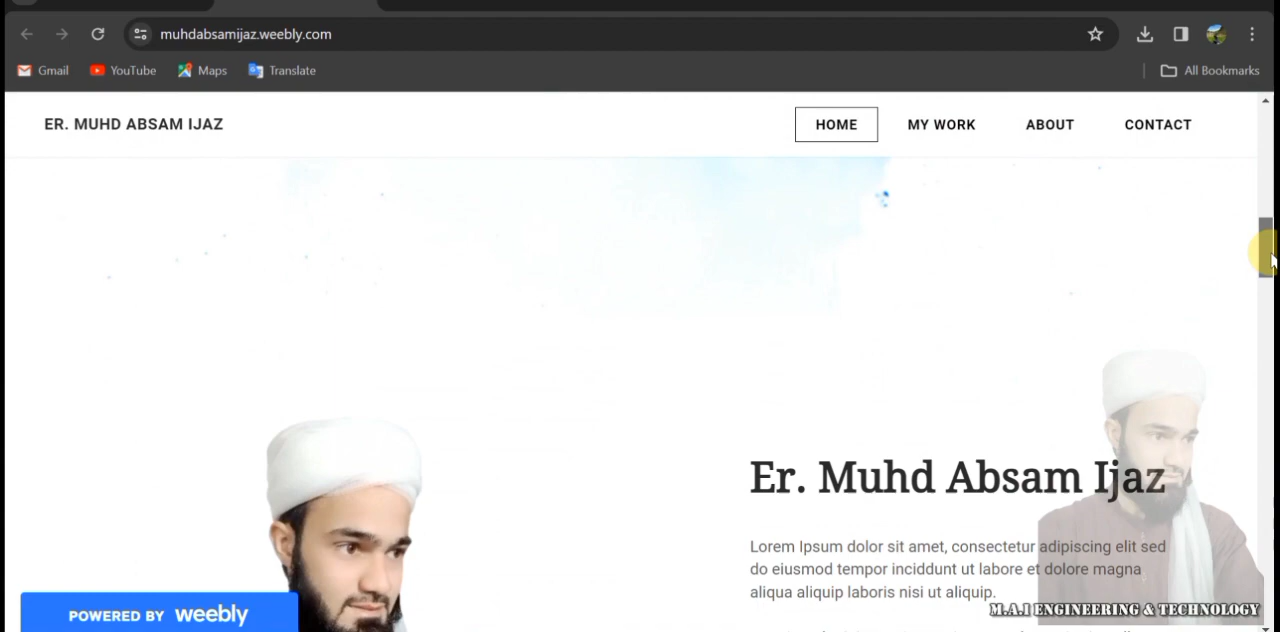 muhdabsamijaz.weebly.com
Gmail YouTube Maps Translate All Bookmarks
ER. MUHD ABSAM IJAZ HOME MY WORK ABOUT CONTACT
Er. Muhd Absam Ijaz
Lorem Ipsum dolor sit amet, consectetur adipiscing elit sed
do eiusmod tempor inciddunt ut labore et dolore magna
aliqua aliquip laboris nisi ut aliquip.
POWERED BY weebly
M.A.I ENGINEERING & TECHNOLOGY